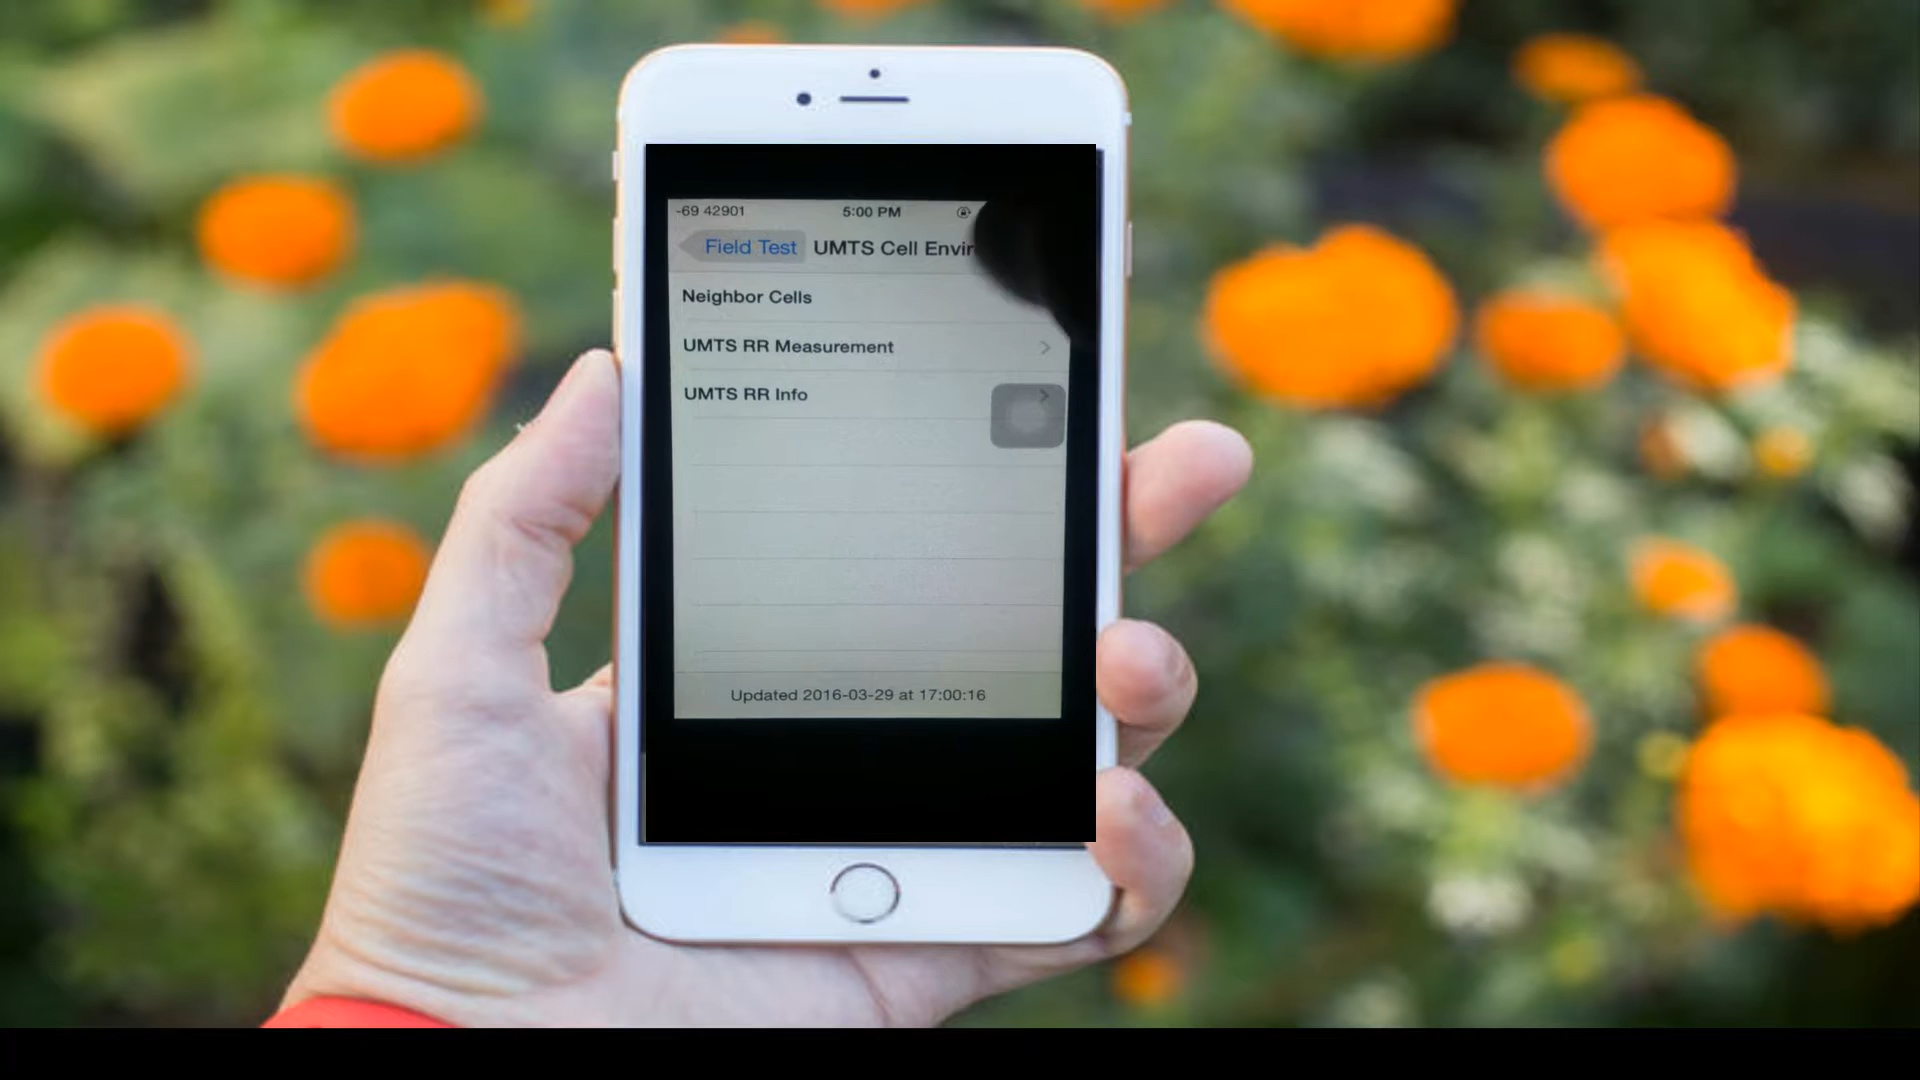 -69 42901 5:00 PM
Field Test UMTS Cell Envir
Neighbor Cells
UMTS RR Measurement
UMTS RR Info
Updated 2016-03-29 at 17:00:16